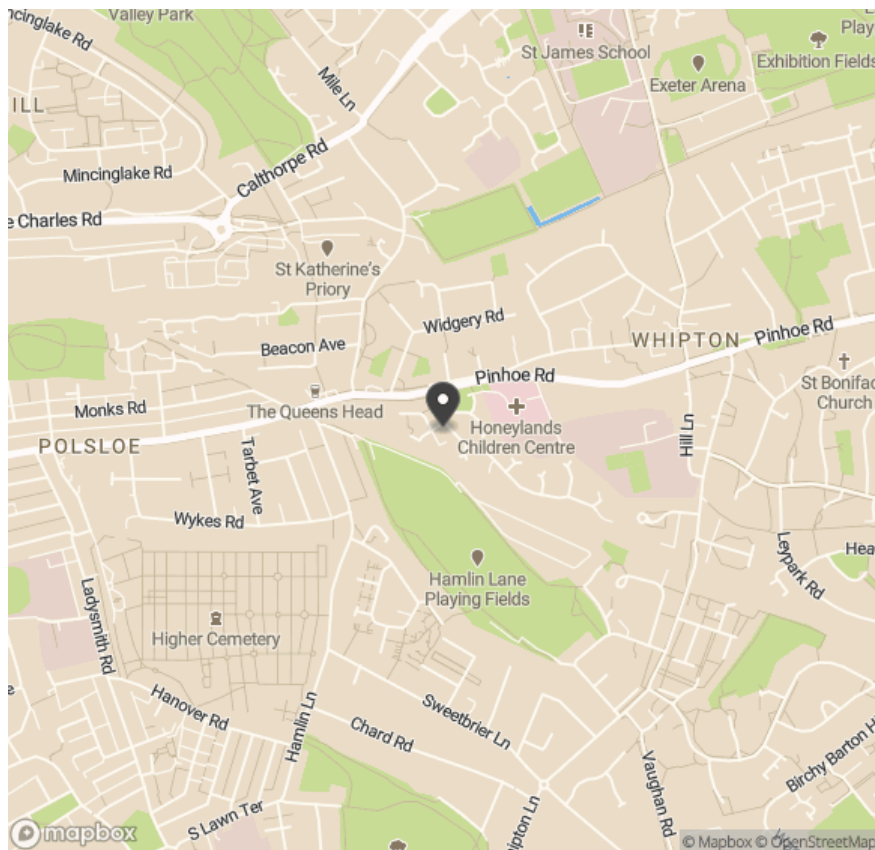 Valley Park
ncinglake Rd
St James School
Play
Exhibition Fields
Exeter Arena
Mile Ln
ILL
Calthorpe Rd
Mincinglake Rd
e Charles Rd
St Katherine's
Priory
Widgery Rd
WHIPTON
Pinhoe Rd
Beacon Ave
Pinhoe Rd
St Bonifac
Church
Monks Rd
The Queens Head
Honeylands
Children Centre
Hill Ln
POLSLOE
Tarbet Ave
Wykes Rd
Leypark Rd
Hea
Hamlin Lane
Playing Fields
Ladysmith Rd
Higher Cemetery
Hanover Rd
Hamlin Ln
Sweetbrier Ln
Chard Rd
Vaughan Rd
Birchy Barton H
S Lawn Ter
hipton Ln
mapbox
© Mapbox © OpenStreetMap